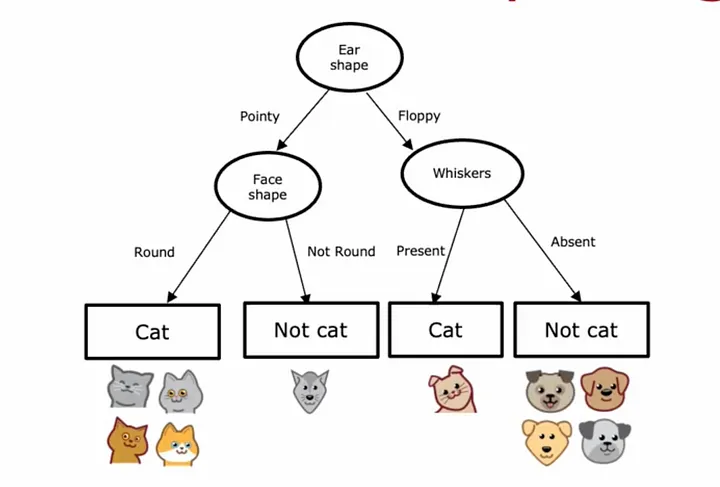 Ear
shape
Pointy
Floppy
Face
shape
Whiskers
Round
Not Round
Present
Absent
Cat
Not cat
Cat
Not cat